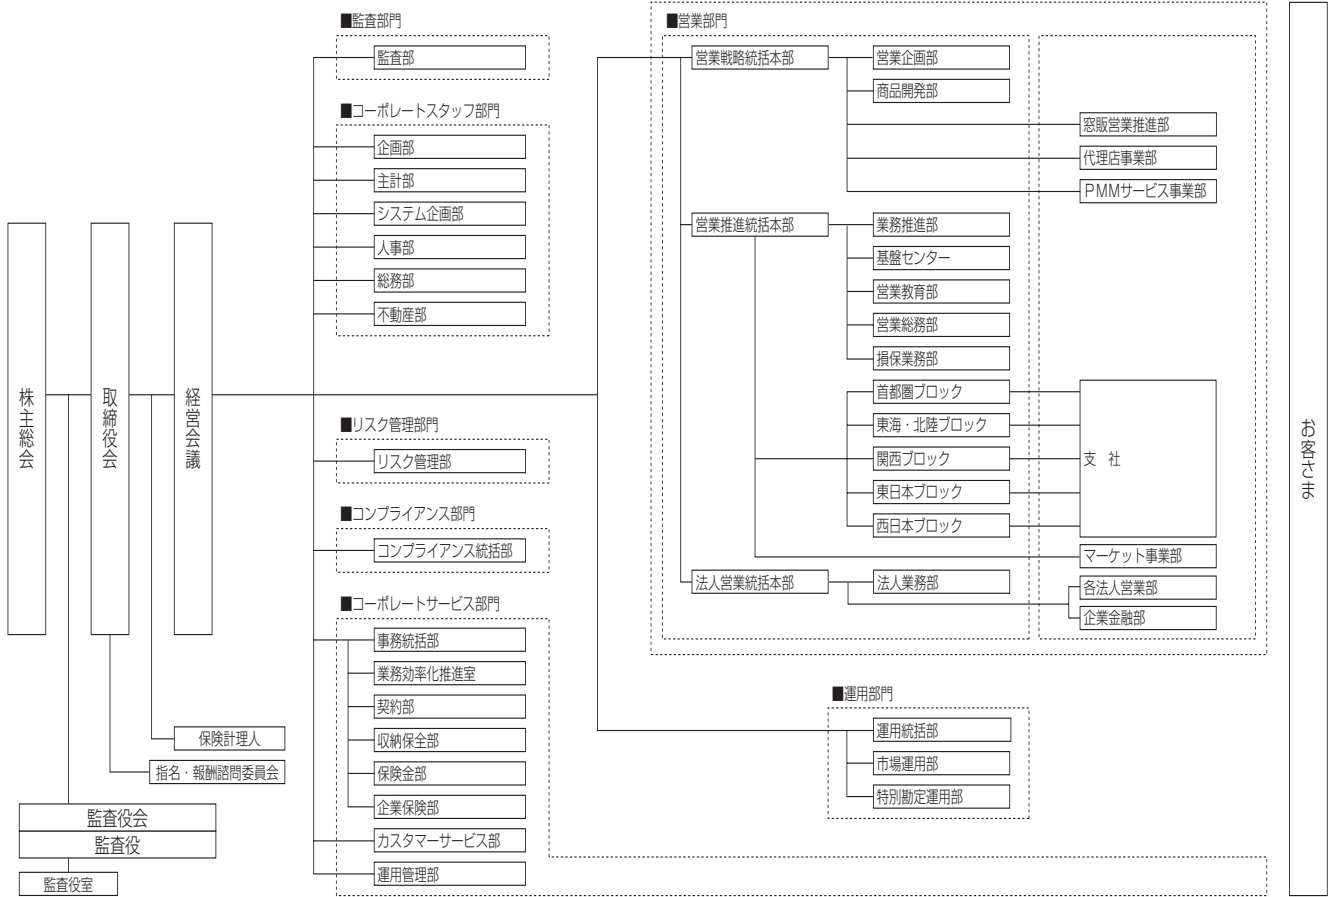 株主総会
取締役会
経営会議
保険計理人
指名・報酬諮問委員会
監査役会
監査役
監査役室
■監査部門
監査部
■コーポレートスタッフ部門
企画部
主計部
システム企画部
人事部
総務部
不動産部
■リスク管理部門
リスク管理部
■コンプライアンス部門
コンプライアンス統括部
■コーポレートサービス部門
事務統括部
業務効率化推進室
契約部
収納保全部
保険金部
企業保険部
カスタマーサービス部
運用管理部
■営業部門
営業戦略統括本部
営業企画部
商品開発部
窓販営業推進部
代理店事業部
PMMサービス事業部
営業推進統括本部
業務推進部
基盤センター
営業教育部
営業総務部
損保業務部
首都圏ブロック
東海・北陸ブロック
関西ブロック
東日本ブロック
西日本ブロック
支 社
マーケット事業部
法人営業統括本部
法人業務部
各法人営業部
企業金融部
■運用部門
運用統括部
市場運用部
特別勘定運用部
お客さま